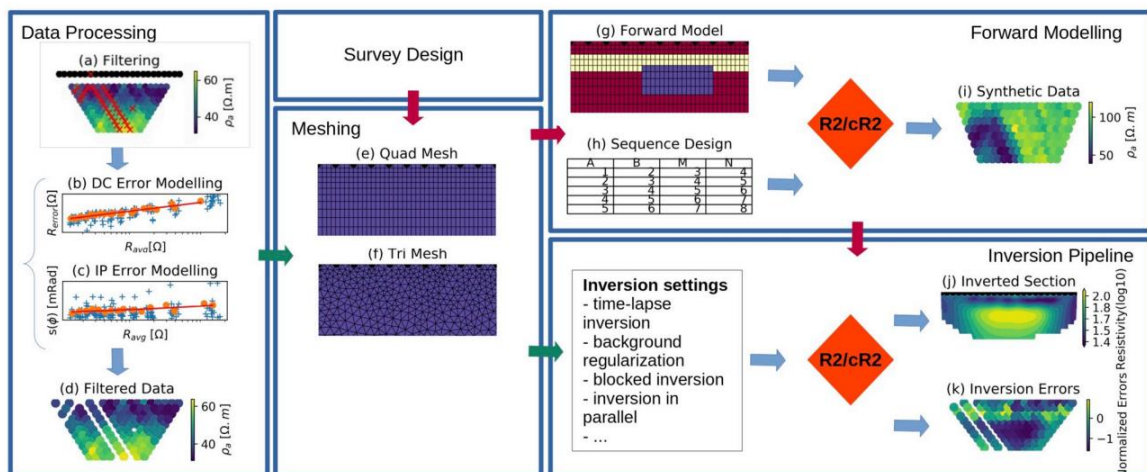 Data Processing
(a) Filtering
60
40
ρa [Ω.m]
(b) DC Error Modelling
Rerror[Ω]
Ravg[Ω]
(c) IP Error Modelling
s(ϕ) [mRad]
Ravg [Ω]
(d) Filtered Data
60
40
ρa [Ω.m]
Survey Design
Meshing
(e) Quad Mesh
(f) Tri Mesh
Forward Modelling
(g) Forward Model
(h) Sequence Design
A B M N
1 2 3 4
2 3 4 5
3 4 5 6
4 5 6 7
5 6 7 8
R2/cR2
(i) Synthetic Data
100
50
ρa [Ω.m]
Inversion Pipeline
Inversion settings
- time-lapse
inversion
- background
regularization
- blocked inversion
- inversion in
parallel
- ...
R2/cR2
(j) Inverted Section
2.0
1.8
1.7
1.6
1.5
1.4
Resistivity(log10)
(k) Inversion Errors
0
−1
Normalized Errors